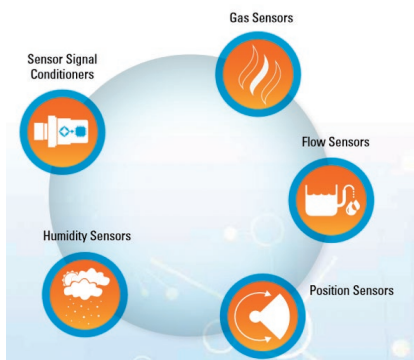 Gas Sensors
Sensor Signal
Conditioners
Flow Sensors
Humidity Sensors
Position Sensors